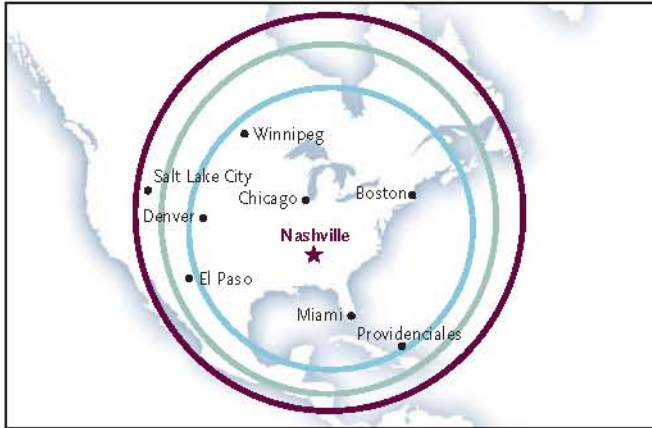 Winnipeg
Salt Lake City
Chicago
Boston
Denver
Nashville
El Paso
Miami
Providenciales